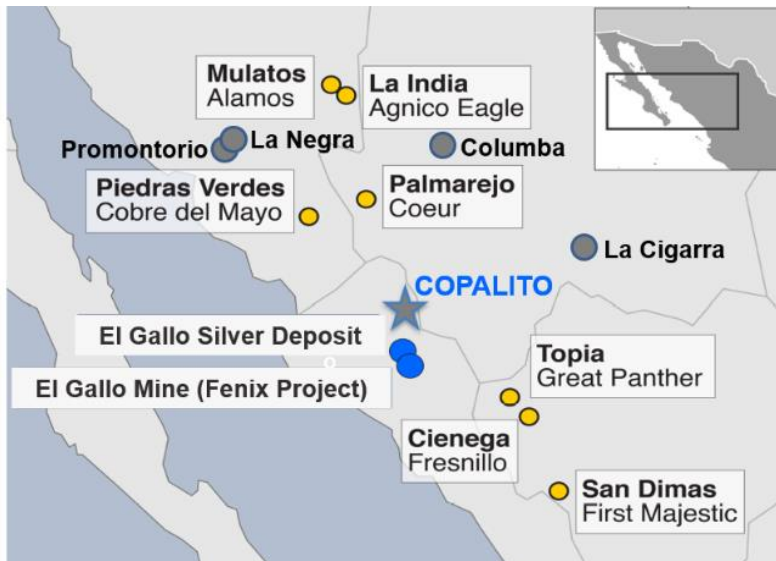 Mulatos
Alamos
La India
Agnico Eagle
Promontorio
La Negra
Columba
Piedras Verdes
Cobre del Mayo
Palmarejo
Coeur
La Cigarra
COPALITO
El Gallo Silver Deposit
El Gallo Mine (Fenix Project)
Topia
Great Panther
Cienega
Fresnillo
San Dimas
First Majestic